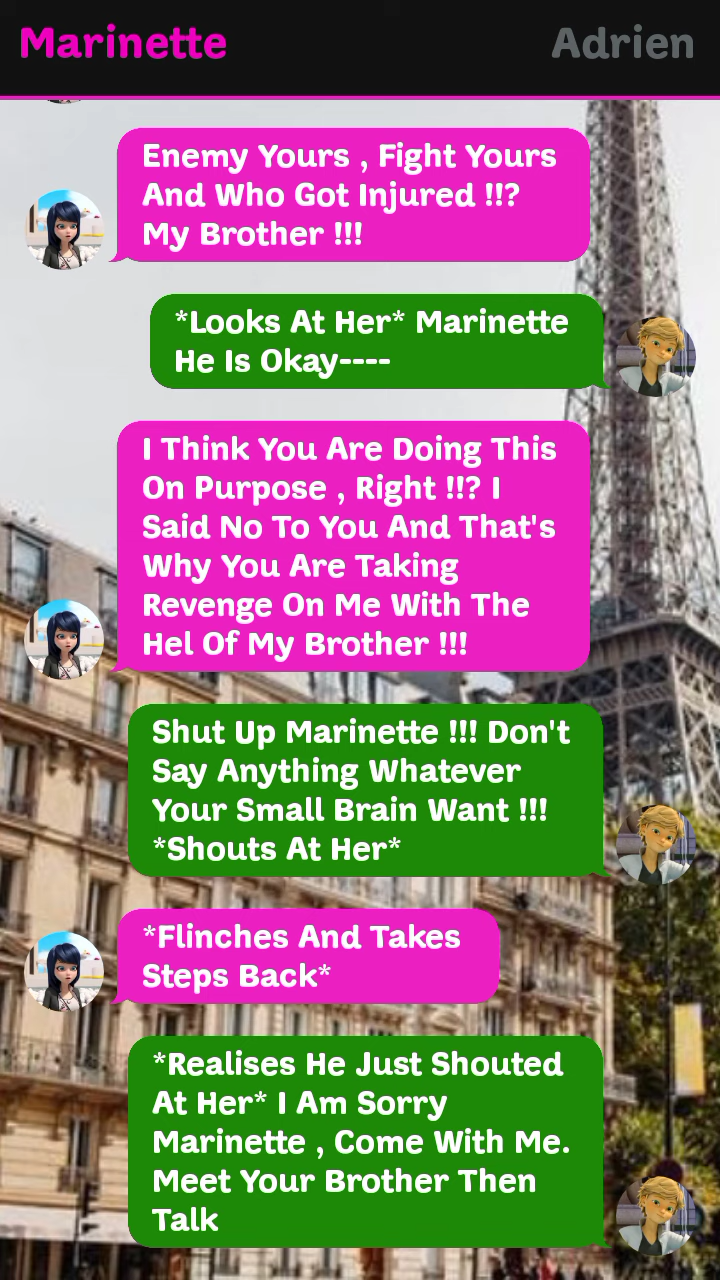 Marinette
Adrien
Enemy Yours , Fight Yours
And Who Got Injured !!?
My Brother !!!
*Looks At Her* Marinette
He Is Okay----
I Think You Are Doing This
On Purpose , Right !!? I
Said No To You And That's
Why You Are Taking
Revenge On Me With The
Hel Of My Brother !!!
Shut Up Marinette !!! Don't
Say Anything Whatever
Your Small Brain Want !!!
*Shouts At Her*
*Flinches And Takes
Steps Back*
*Realises He Just Shouted
At Her* I Am Sorry
Marinette , Come With Me.
Meet Your Brother Then
Talk